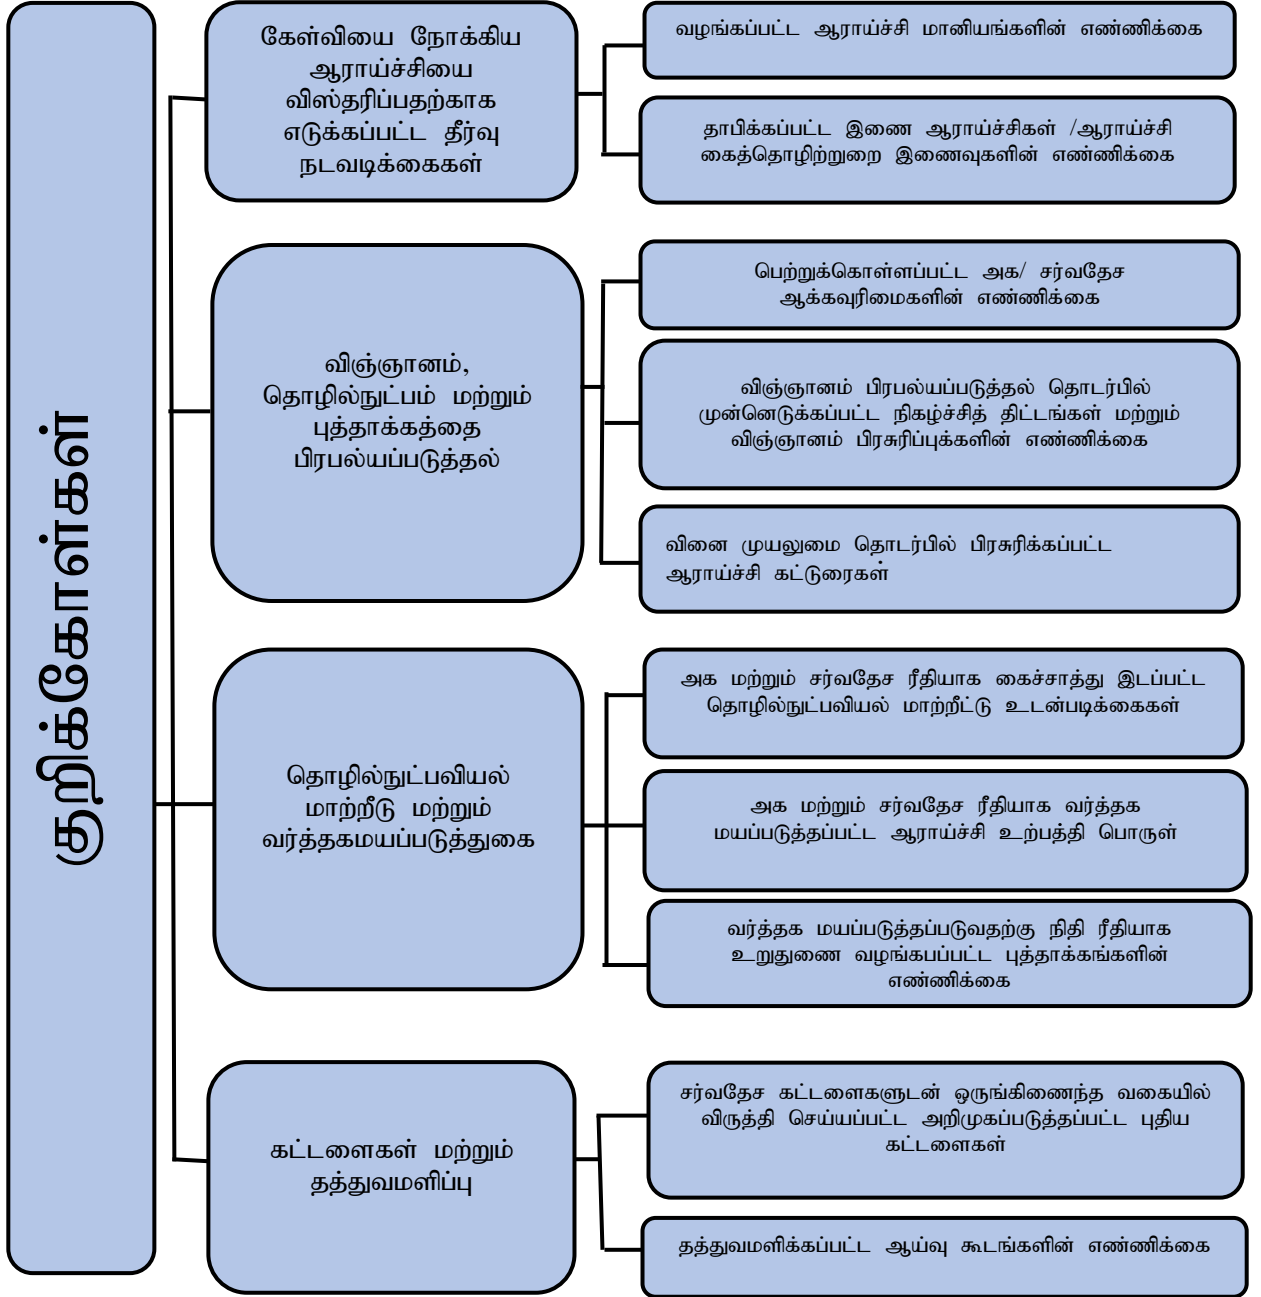 குறிக்கோள்கள்
கேள்வியை நோக்கிய
ஆராய்ச்சியை
விஸ்தரிப்பதற்காக
எடுக்கப்பட்ட தீர்வு
நடவடிக்கைகள்
வழங்கப்பட்ட ஆராய்ச்சி மானியங்களின் எண்ணிக்கை
தாபிக்கப்பட்ட இணை ஆராய்ச்சிகள் /ஆராய்ச்சி
கைத்தொழிற்றுறை இணைவுகளின் எண்ணிக்கை
விஞ்ஞானம்,
தொழில்நுட்பம் மற்றும்
புத்தாக்கத்தை
பிரபல்யப்படுத்தல்
பெற்றுக்கொள்ளப்பட்ட அக/ சர்வதேச
ஆக்கவுரிமைகளின் எண்ணிக்கை
விஞ்ஞானம் பிரபல்யப்படுத்தல் தொடர்பில்
முன்னெடுக்கப்பட்ட நிகழ்ச்சித் திட்டங்கள் மற்றும்
விஞ்ஞானம் பிரசுரிப்புக்களின் எண்ணிக்கை
வினை முயலுமை தொடர்பில் பிரசுரிக்கப்பட்ட
ஆராய்ச்சி கட்டுரைகள்
தொழில்நுட்பவியல்
மாற்றீடு மற்றும்
வர்த்தகமயப்படுத்துகை
அக மற்றும் சர்வதேச ரீதியாக கைச்சாத்து இடப்பட்ட
தொழில்நுட்பவியல் மாற்றீட்டு உடன்படிக்கைகள்
அக மற்றும் சர்வதேச ரீதியாக வர்த்தக
மயப்படுத்தப்பட்ட ஆராய்ச்சி உற்பத்தி பொருள்
வர்த்தக மயப்படுத்தப்படுவதற்கு நிதி ரீதியாக
உறுதுணை வழங்கபப்பட்ட புத்தாக்கங்களின்
எண்ணிக்கை
கட்டளைகள் மற்றும்
தத்துவமளிப்பு
சர்வதேச கட்டளைகளுடன் ஒருங்கிணைந்த வகையில்
விருத்தி செய்யப்பட்ட அறிமுகப்படுத்தப்பட்ட புதிய
கட்டளைகள்
தத்துவமளிக்கப்பட்ட ஆய்வு கூடங்களின் எண்ணிக்கை